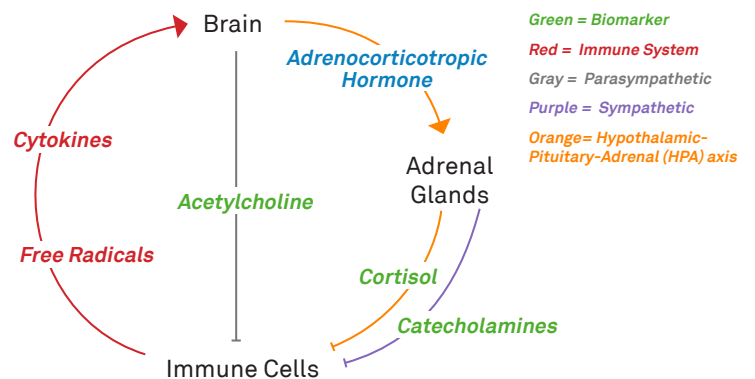 Brain
Adrenocorticotropic
Hormone
Cytokines
Adrenal
Glands
Acetylcholine
Free Radicals
Cortisol
Catecholamines
Immune Cells
Green = Biomarker
Red = Immune System
Gray = Parasympathetic
Purple = Sympathetic
Orange= Hypothalamic-
Pituitary-Adrenal (HPA) axis